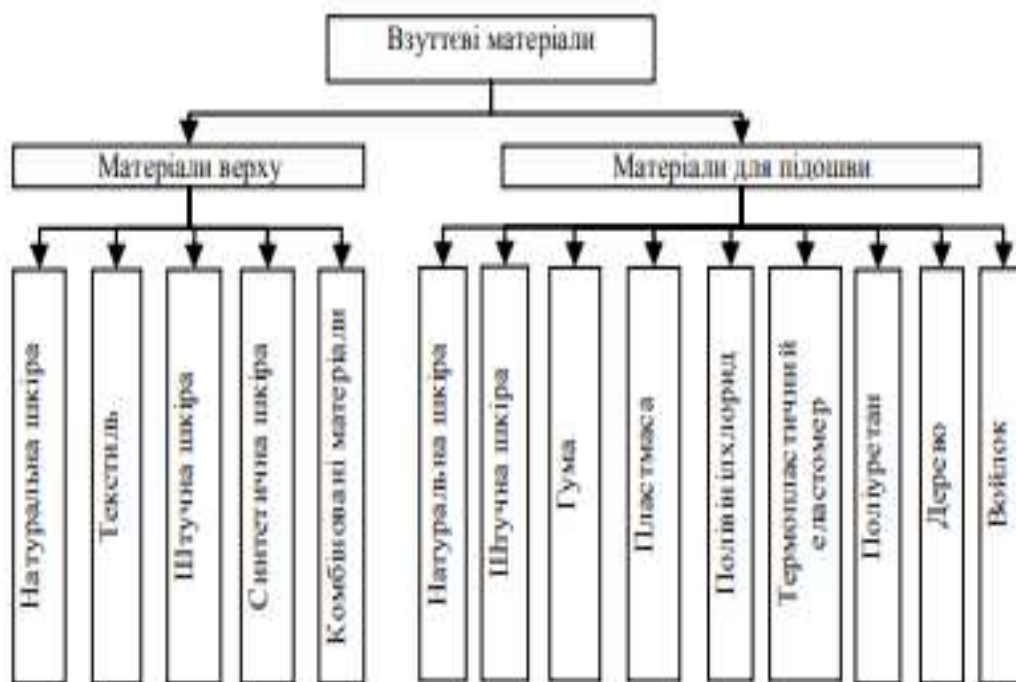 Взуттєві матеріали
Матеріали верху
Матеріали для підошви
Натуральна шкіра
Текстиль
Штучна шкіра
Синтетична шкіра
Комбіновані матеріали
Натуральна шкіра
Штучна шкіра
Гума
Пластмаса
Полівінілхлорид
Термопластичний
еластомер
Поліуретан
Дерево
Войлок